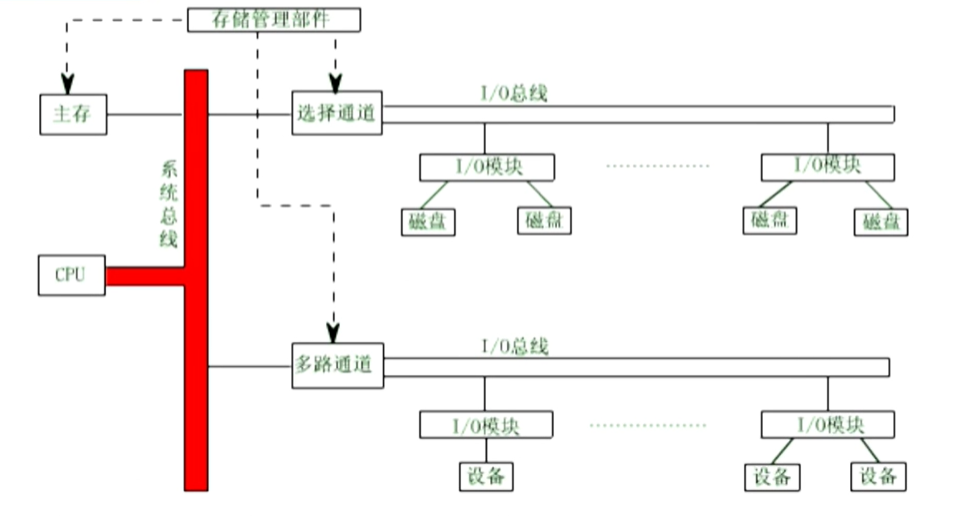 存储管理部件
主存
选择通道
I/O总线
I/O模块
I/O模块
磁盘
磁盘
磁盘
磁盘
系统总线
CPU
多路通道
I/O总线
I/O模块
I/O模块
设备
设备
设备